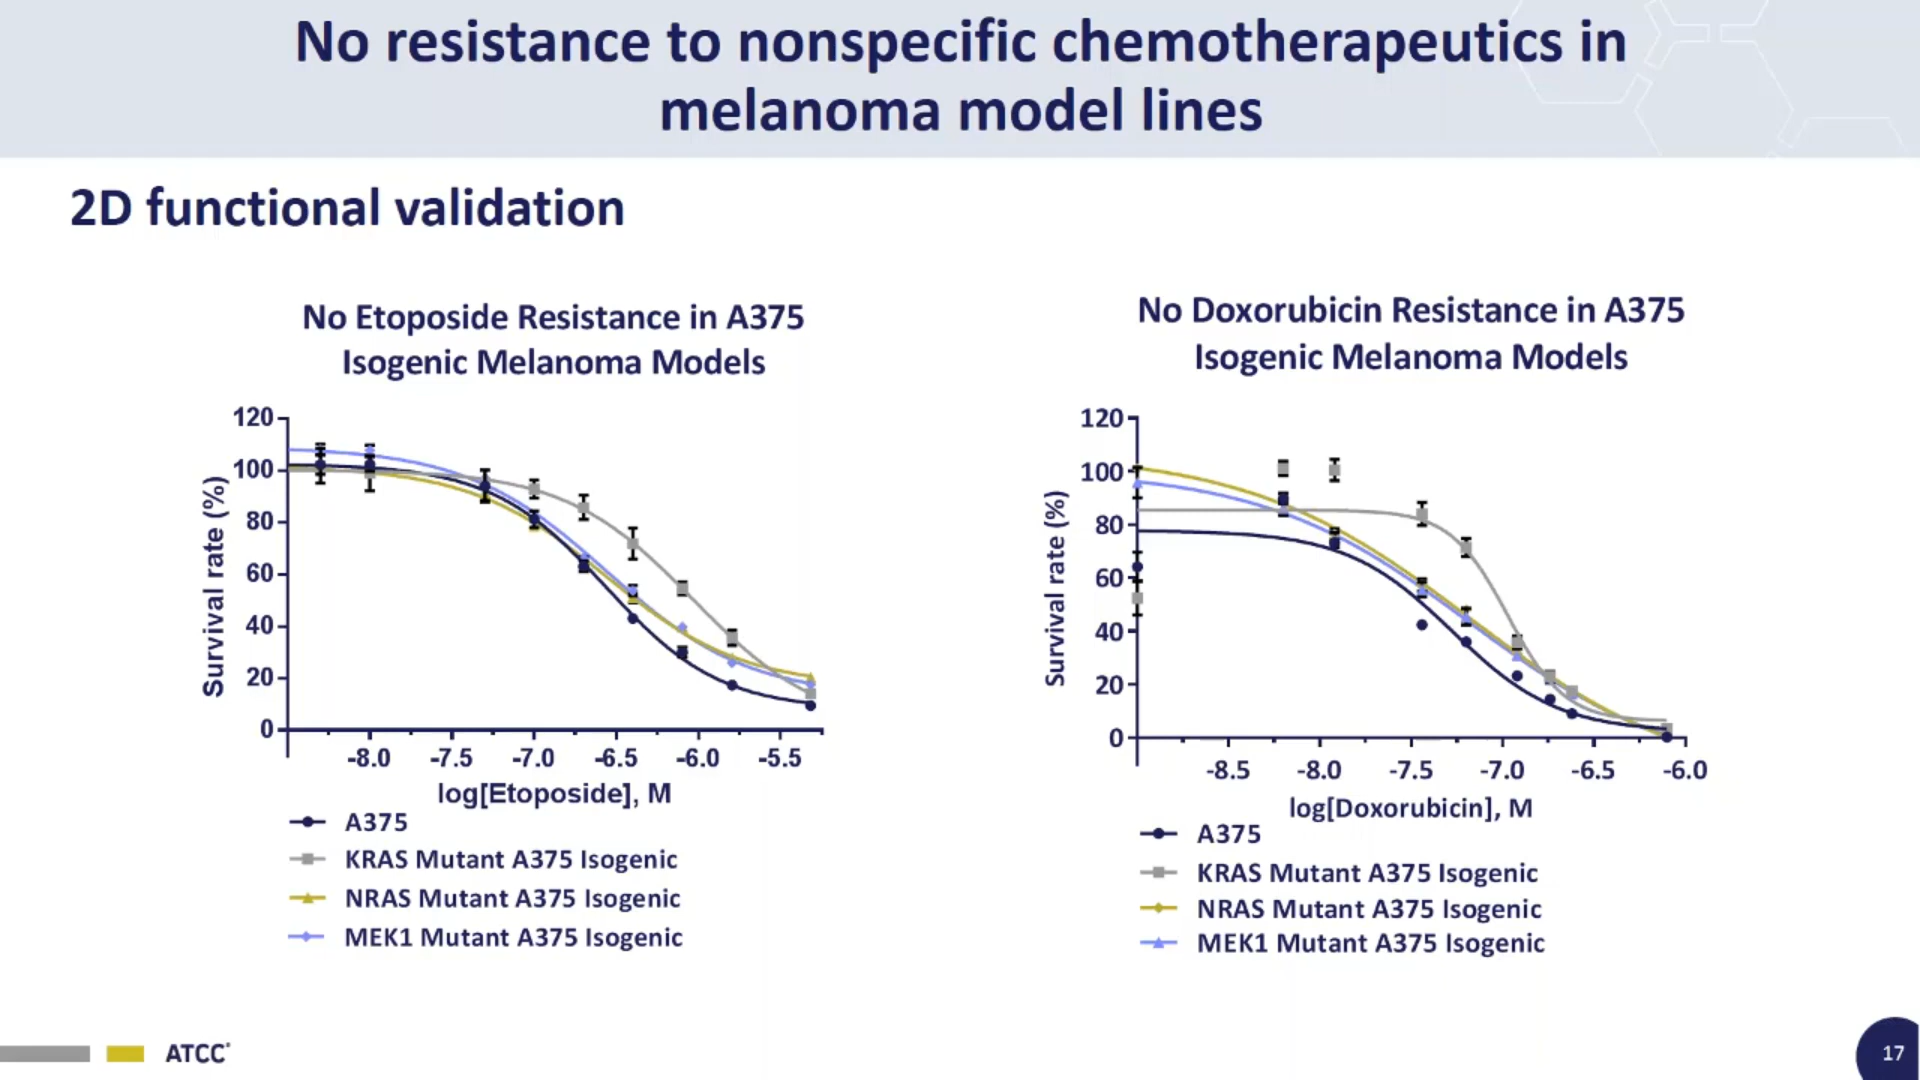 No resistance to nonspecific chemotherapeutics in
melanoma model lines
2D functional validation
No Etoposide Resistance in A375
Isogenic Melanoma Models
Survival rate (%)
120
100
80
60
40
20
0
-8.0 -7.5 -7.0 -6.5 -6.0 -5.5
log[Etoposide], M
A375
KRAS Mutant A375 Isogenic
NRAS Mutant A375 Isogenic
MEK1 Mutant A375 Isogenic
No Doxorubicin Resistance in A375
Isogenic Melanoma Models
Survival rate (%)
120
100
80
60
40
20
0
-8.5 -8.0 -7.5 -7.0 -6.5 -6.0
log[Doxorubicin], M
A375
KRAS Mutant A375 Isogenic
NRAS Mutant A375 Isogenic
MEK1 Mutant A375 Isogenic
ATCC®
17